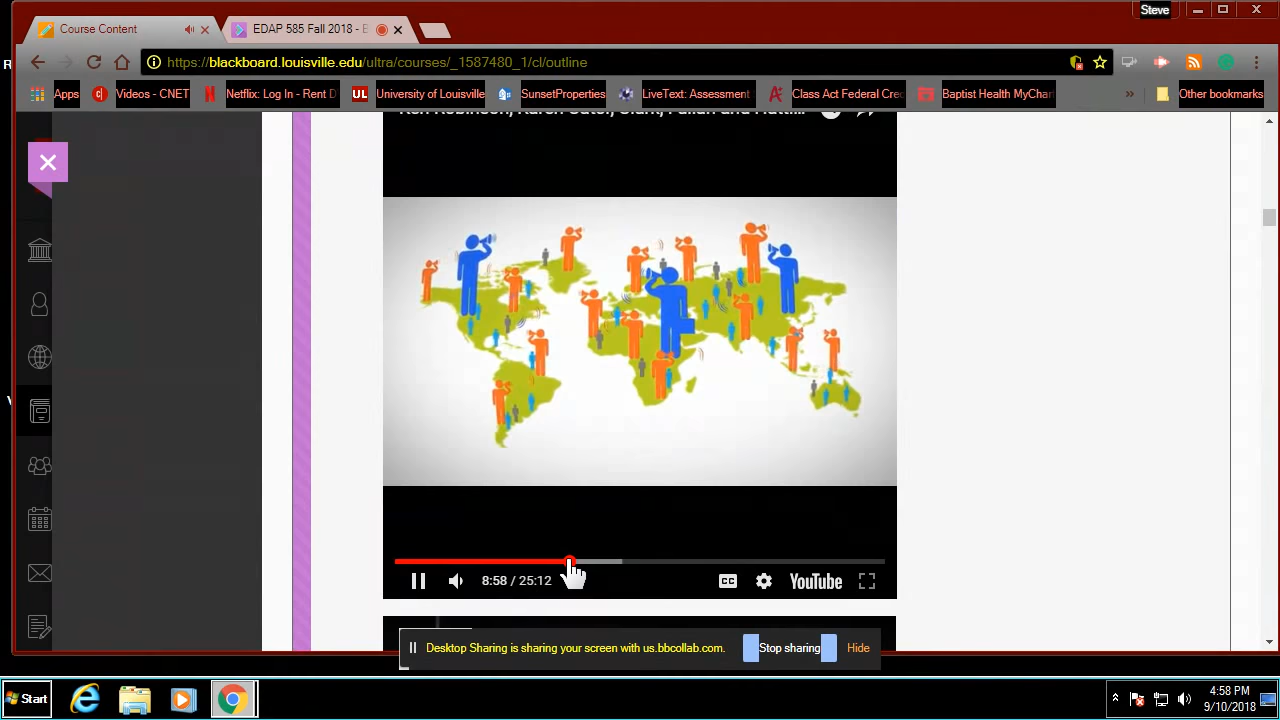 Steve
Course Content
EDAP 585 Fall 2018 - E
https://blackboard.louisville.edu/ultra/courses/_1587480_1/cl/outline
Apps
Videos - CNET
Netflix: Log In - Rent D
University of Louisville
SunsetProperties
LiveText: Assessment
Class Act Federal Cre
Baptist Health MyChar
»
Other bookmarks
8:58 / 25:12
CC
YouTube
Desktop Sharing is sharing your screen with us.bbcollab.com.
Stop sharing
Hide
Start
4:58 PM
9/10/2018